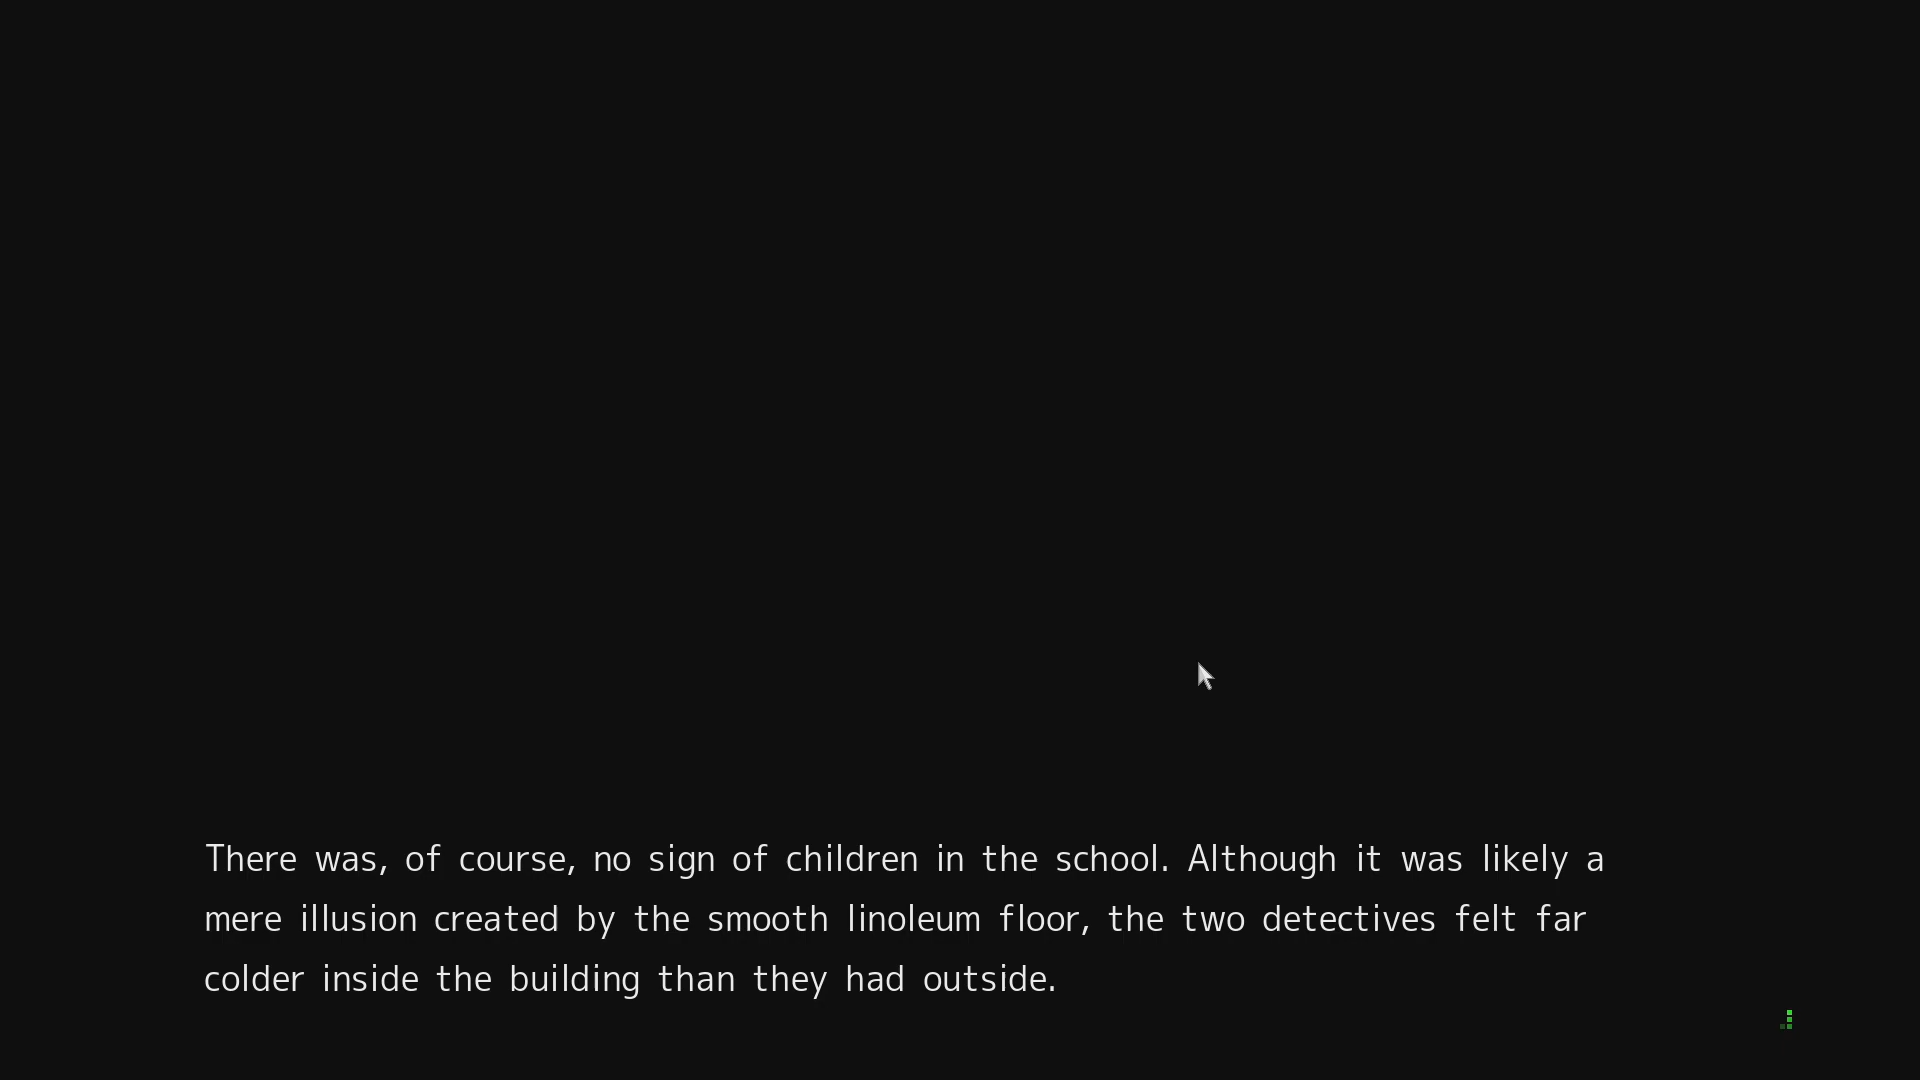 There was, of course, no sign of children in the school. Although it was likely a
mere illusion created by the smooth linoleum floor, the two detectives felt far
colder inside the building than they had outside.